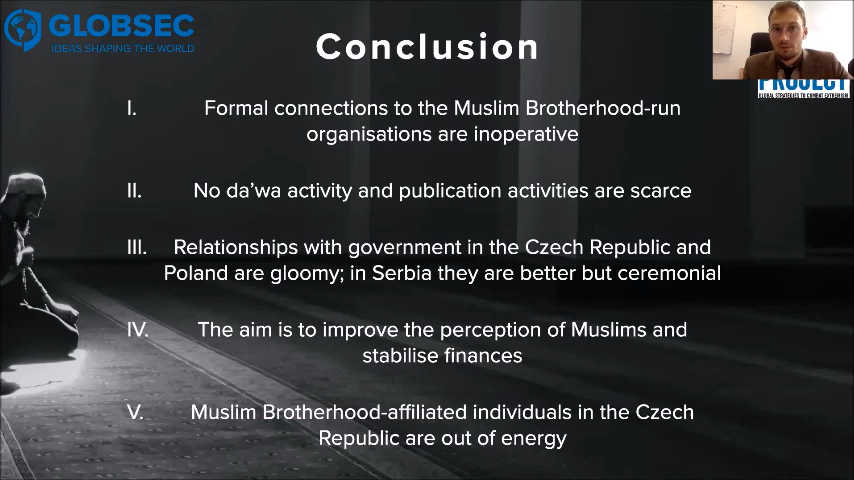 GLOBSEC
IDEAS SHAPING THE WORLD
Conclusion
PROJECT
GLOBAL STRATEGIES TO COMBAT EXTREMISM
I. Formal connections to the Muslim Brotherhood-run
organisations are inoperative
II. No da’wa activity and publication activities are scarce
III. Relationships with government in the Czech Republic and
Poland are gloomy; in Serbia they are better but ceremonial
IV. The aim is to improve the perception of Muslims and
stabilise finances
V. Muslim Brotherhood-affiliated individuals in the Czech
Republic are out of energy